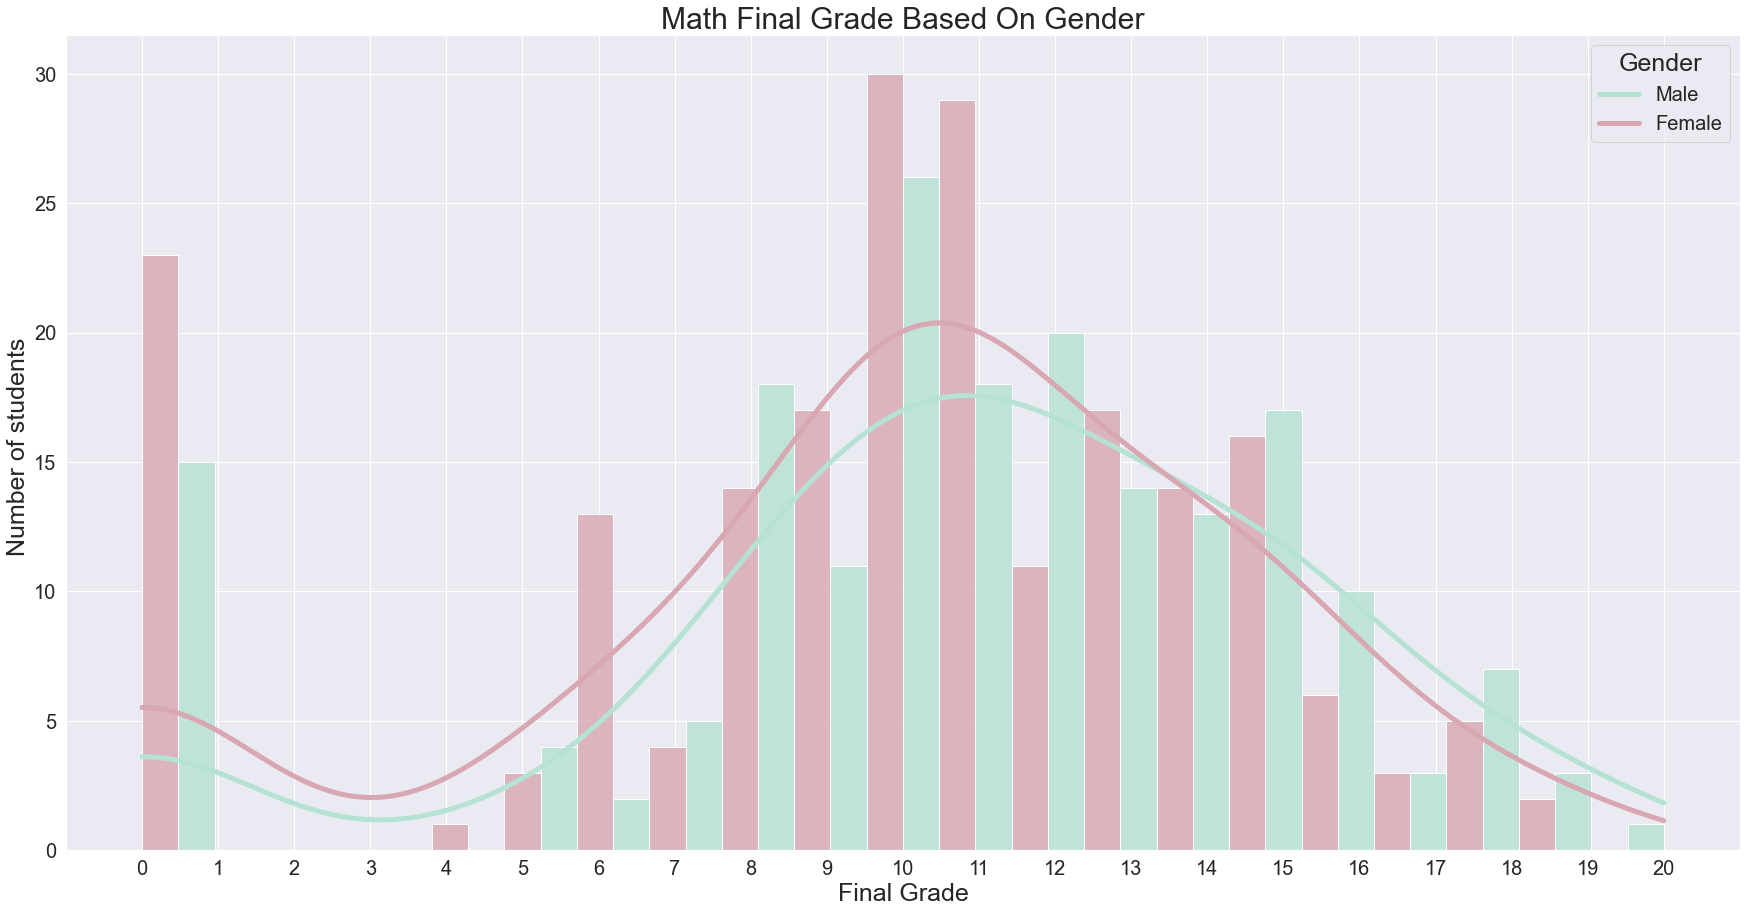 Math Final Grade Based On Gender
Gender
Male
Female
Number of students
30
25
20
15
10
5
0
0 1 2 3 4 5 6 7 8 9 10 11 12 13 14 15 16 17 18 19 20
Final Grade